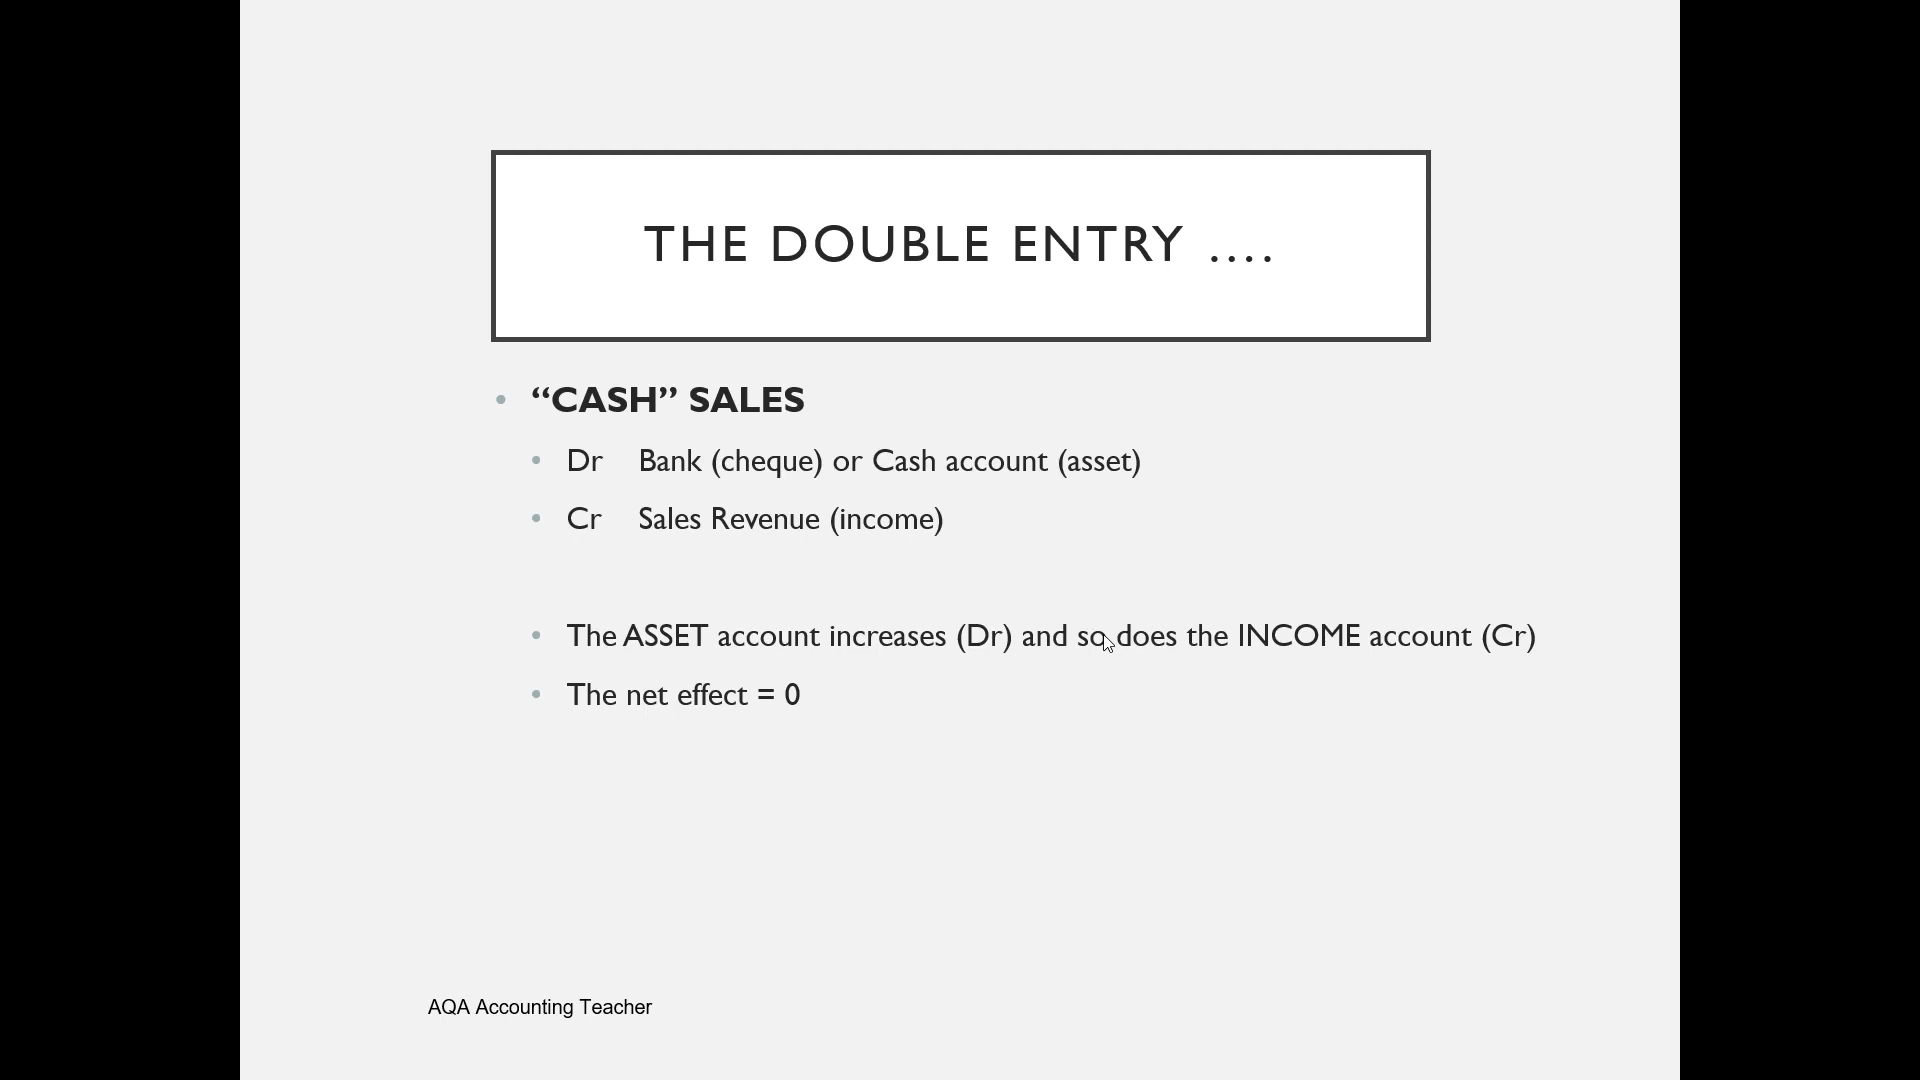 THE DOUBLE ENTRY ....
• “CASH” SALES
• Dr Bank (cheque) or Cash account (asset)
• Cr Sales Revenue (income)
• The ASSET account increases (Dr) and so does the INCOME account (Cr)
• The net effect = 0
AQA Accounting Teacher